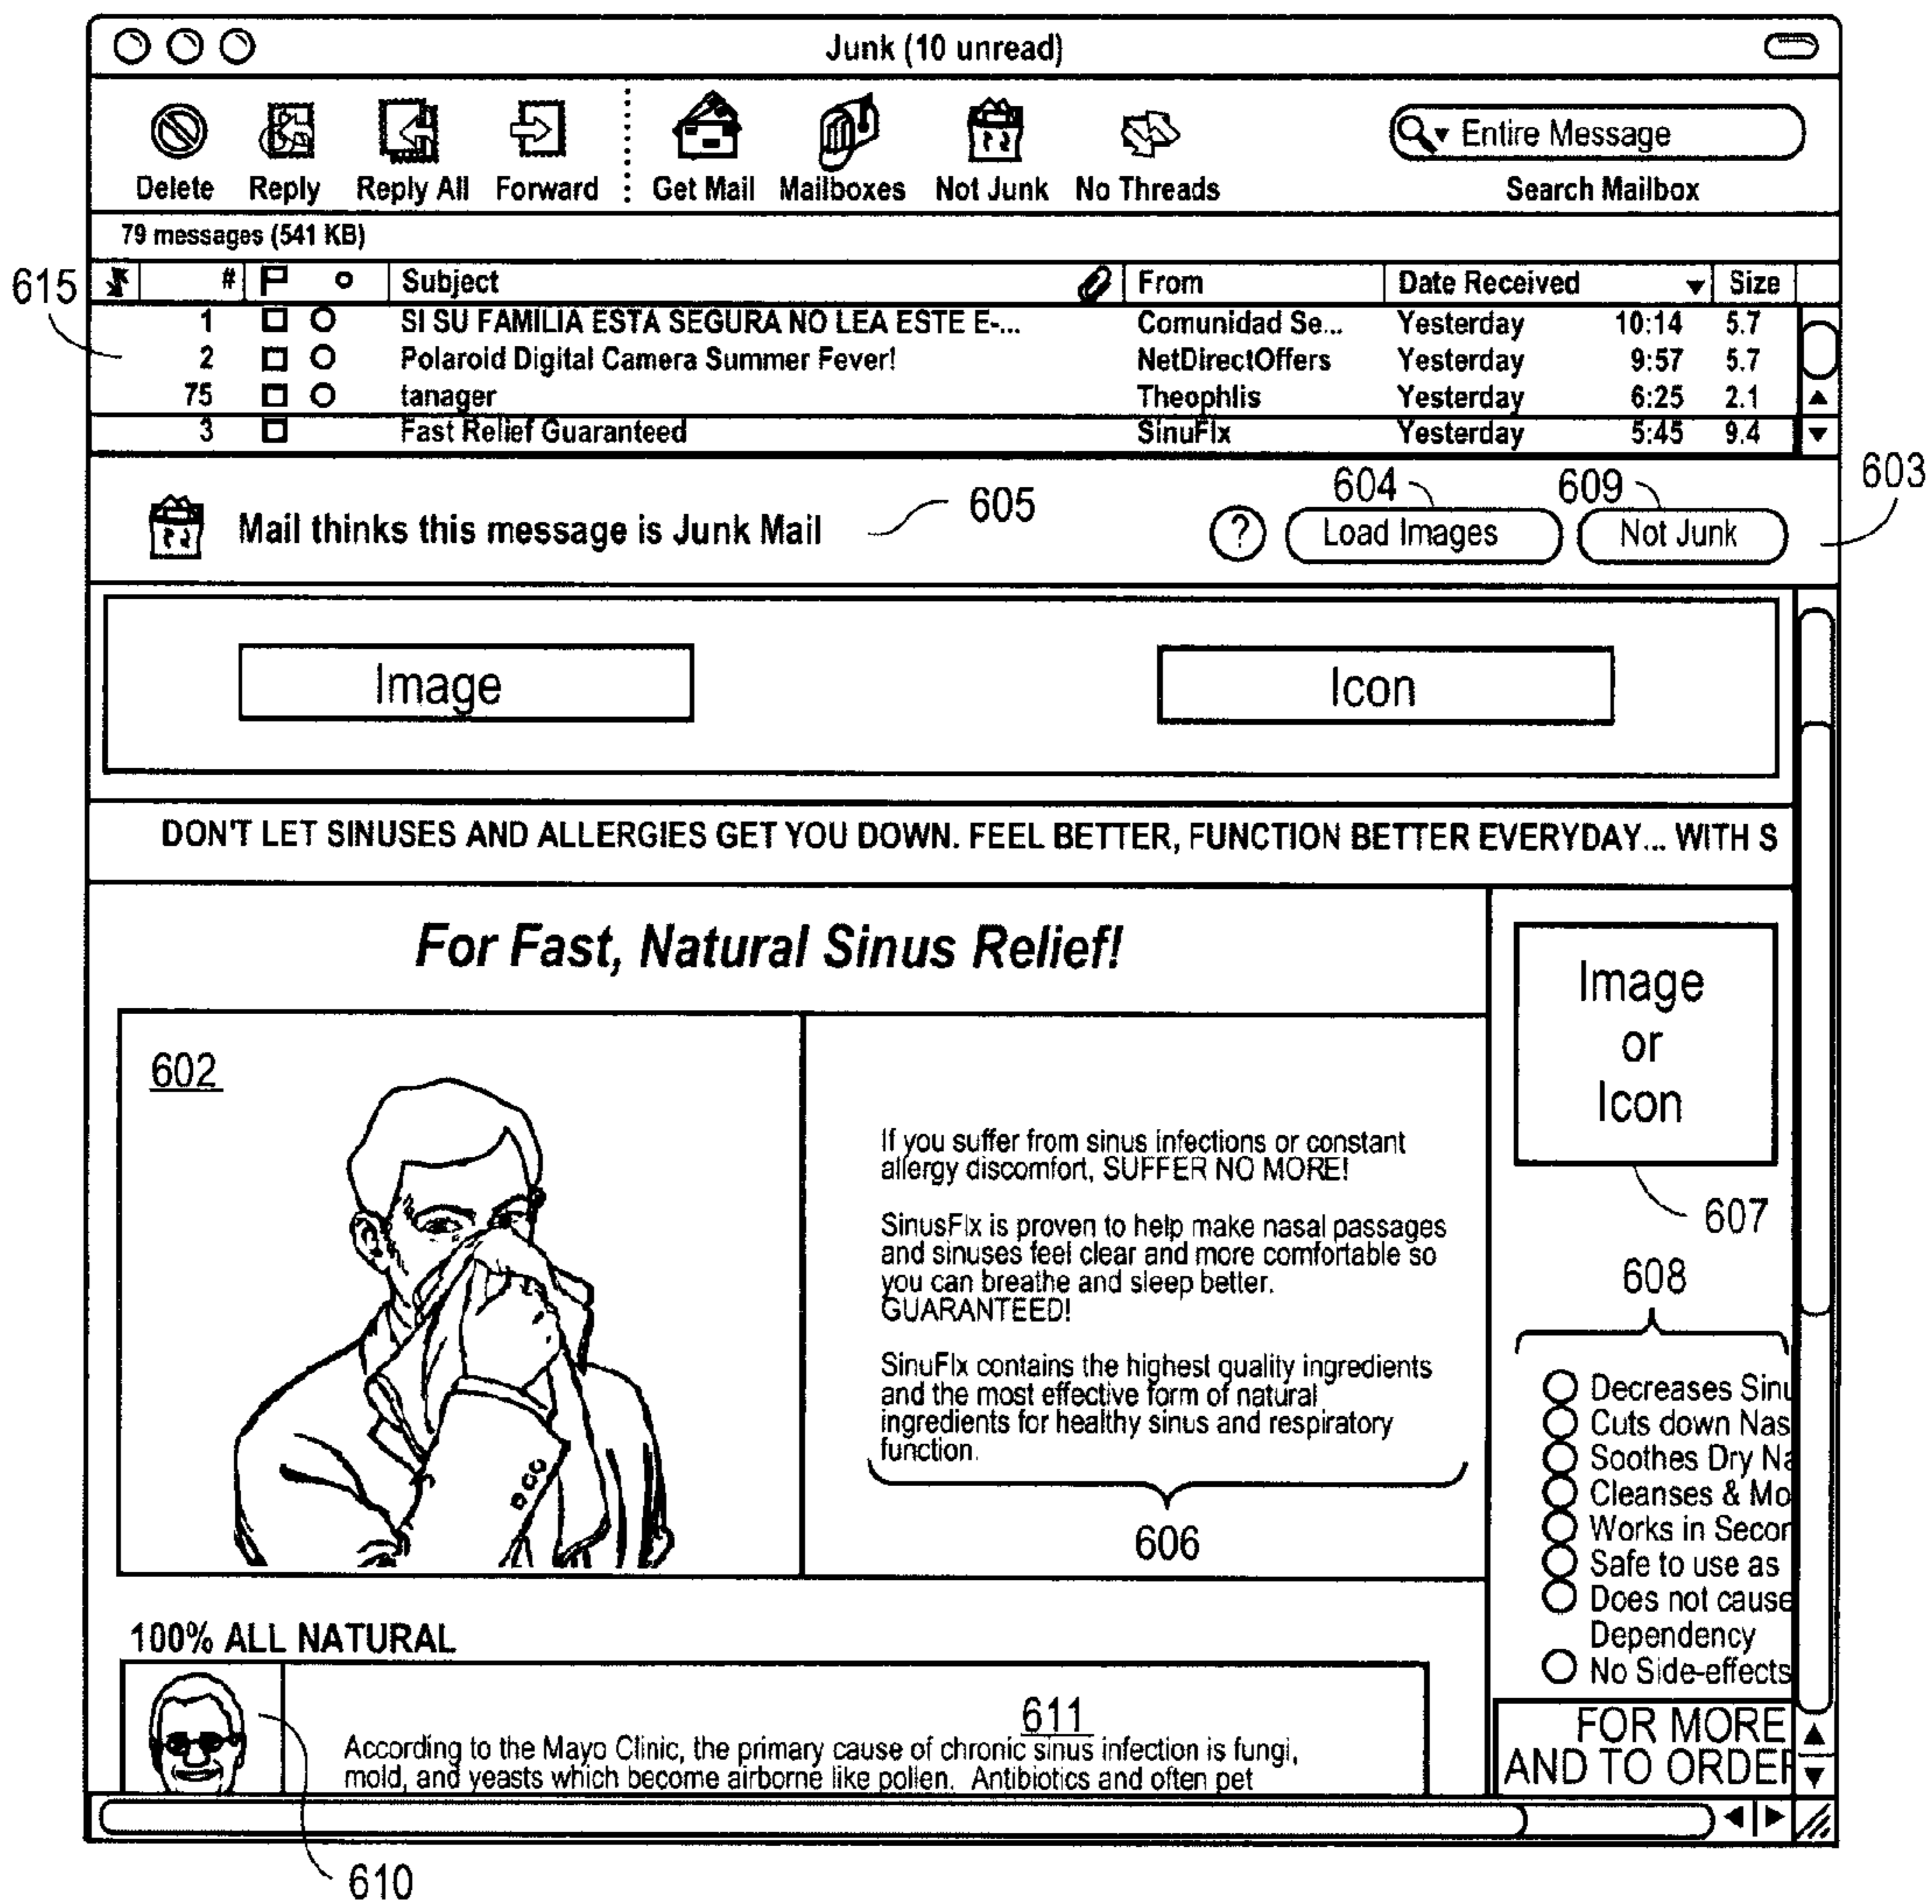 Junk (10 unread)
Delete Reply Reply All Forward Get Mail Mailboxes Not Junk No Threads
Entire Message
Search Mailbox
79 messages (541 KB)
615
# Subject From Date Received Size
1 SI SU FAMILIA ESTA SEGURA NO LEA ESTE E-... Comunidad Se... Yesterday 10:14 5.7
2 Polaroid Digital Camera Summer Fever! NetDirectOffers Yesterday 9:57 5.7
75 tanager Theophlis Yesterday 6:25 2.1
3 Fast Relief Guaranteed SinuFix Yesterday 5:45 9.4
603
604 609
605
Mail thinks this message is Junk Mail ? Load Images Not Junk
Image Icon
DON'T LET SINUSES AND ALLERGIES GET YOU DOWN. FEEL BETTER, FUNCTION BETTER EVERYDAY... WITH S
For Fast, Natural Sinus Relief!
602
If you suffer from sinus infections or constant
allergy discomfort, SUFFER NO MORE!
SinusFix is proven to help make nasal passages
and sinuses feel clear and more comfortable so
you can breathe and sleep better.
GUARANTEED!
SinuFix contains the highest quality ingredients
and the most effective form of natural
ingredients for healthy sinus and respiratory
function.
606
Image
or
Icon
607
608
Decreases Sinu
Cuts down Nas
Soothes Dry Na
Cleanses & Mo
Works in Secon
Safe to use as
Does not cause
Dependency
No Side-effects
100% ALL NATURAL
611
According to the Mayo Clinic, the primary cause of chronic sinus infection is fungi,
mold, and yeasts which become airborne like pollen. Antibiotics and often pet
FOR MORE
AND TO ORDER
610